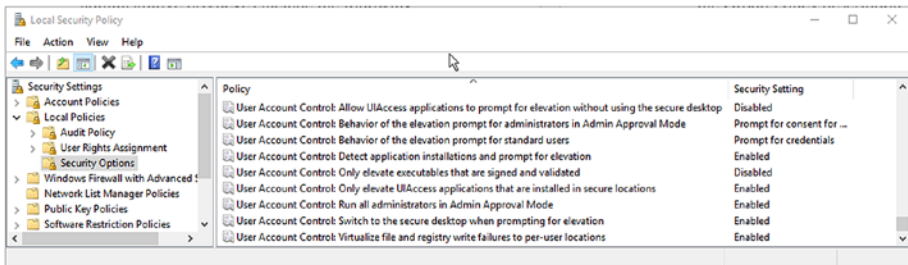 Local Security Policy
File Action View Help
Security Settings
Account Policies
Local Policies
Audit Policy
User Rights Assignment
Security Options
Windows Firewall with Advanced S
Network List Manager Policies
Public Key Policies
Software Restriction Policies
Policy Security Setting
User Account Control: Allow UIAccess applications to prompt for elevation without using the secure desktop Disabled
User Account Control: Behavior of the elevation prompt for administrators in Admin Approval Mode Prompt for consent for ...
User Account Control: Behavior of the elevation prompt for standard users Prompt for credentials
User Account Control: Detect application installations and prompt for elevation Enabled
User Account Control: Only elevate executables that are signed and validated Disabled
User Account Control: Only elevate UIAccess applications that are installed in secure locations Enabled
User Account Control: Run all administrators in Admin Approval Mode Enabled
User Account Control: Switch to the secure desktop when prompting for elevation Enabled
User Account Control: Virtualize file and registry write failures to per-user locations Enabled